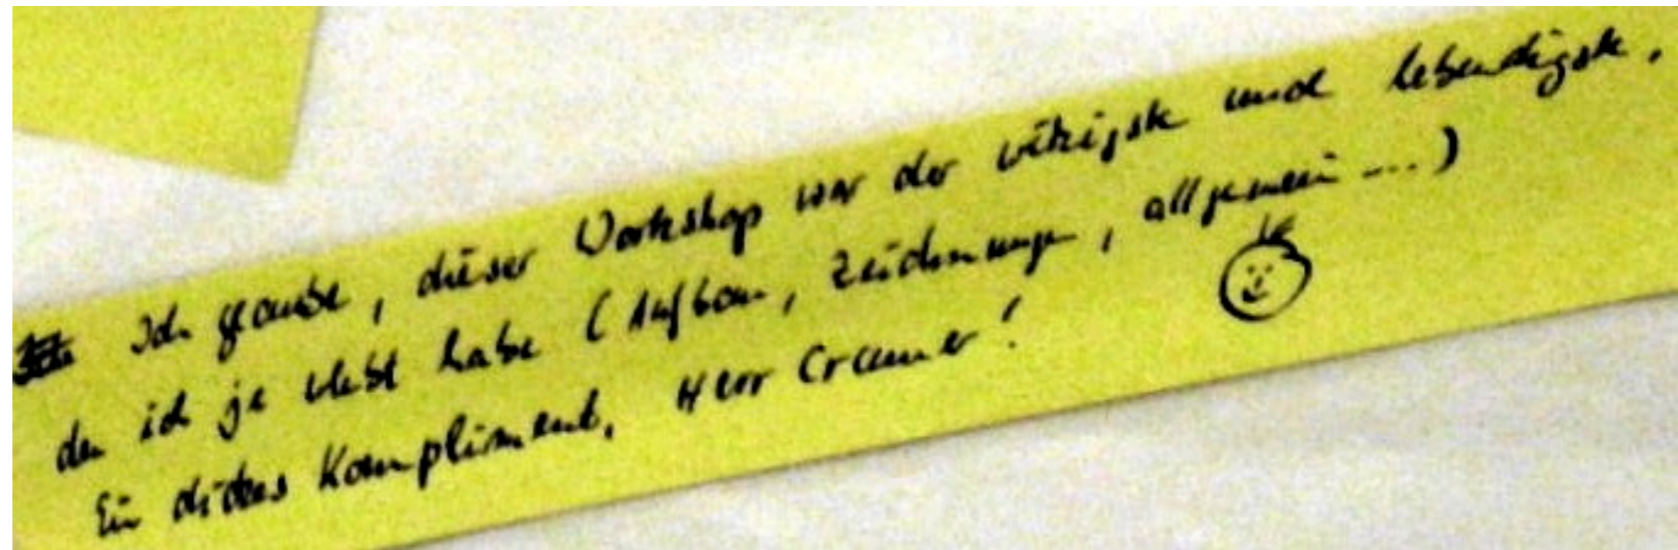 Ich glaube, dieser Workshop war der witzigste und lebendigste,
den ich je erlebt habe (Aufbau, Zeichnungen, allgemein ....)
Ein dickes Kompliment, Herr Cramer!